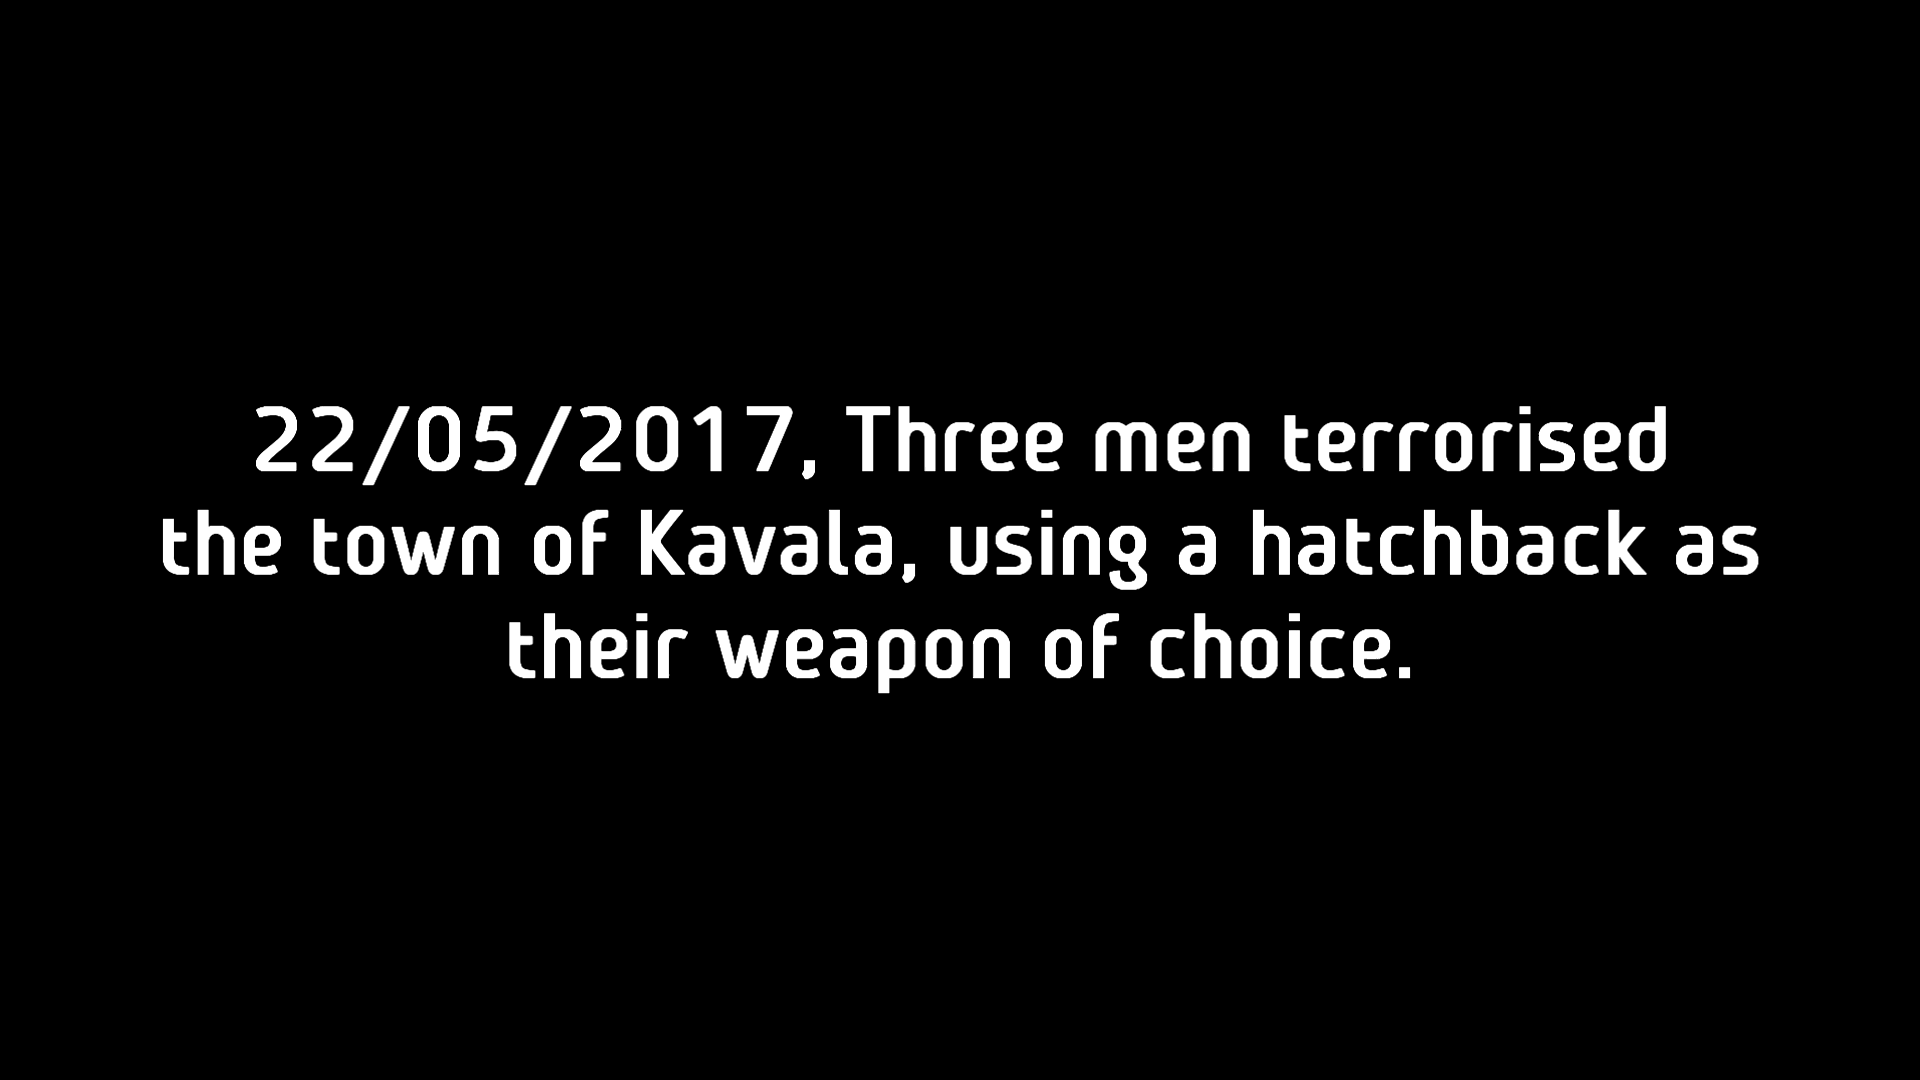 22/05/2017, Three men terrorised
the town of Kavala, using a hatchback as
their weapon of choice.